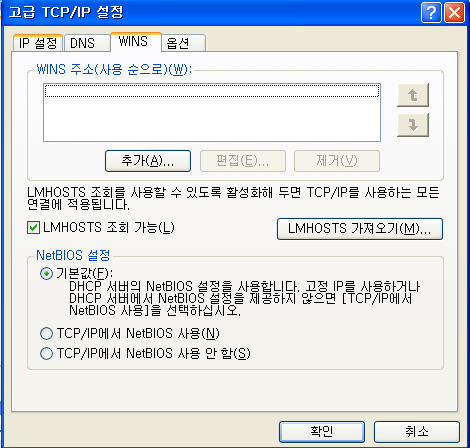 고급 TCP/IP 설정
IP 설정 DNS WINS 옵션
WINS 주소(사용 순으로)(W):
추가(A)... 편집(E)... 제거(V)
LMHOSTS 조회를 사용할 수 있도록 활성화해 두면 TCP/IP를 사용하는 모든
연결에 적용됩니다.
LMHOSTS 조회 가능(L) LMHOSTS 가져오기(M)...
NetBIOS 설정
기본값(F):
DHCP 서버의 NetBIOS 설정을 사용합니다. 고정 IP를 사용하거나
DHCP 서버에서 NetBIOS 설정을 제공하지 않으면 [TCP/IP에서
NetBIOS 사용]을 선택하십시오.
TCP/IP에서 NetBIOS 사용(N)
TCP/IP에서 NetBIOS 사용 안 함(S)
확인 취소